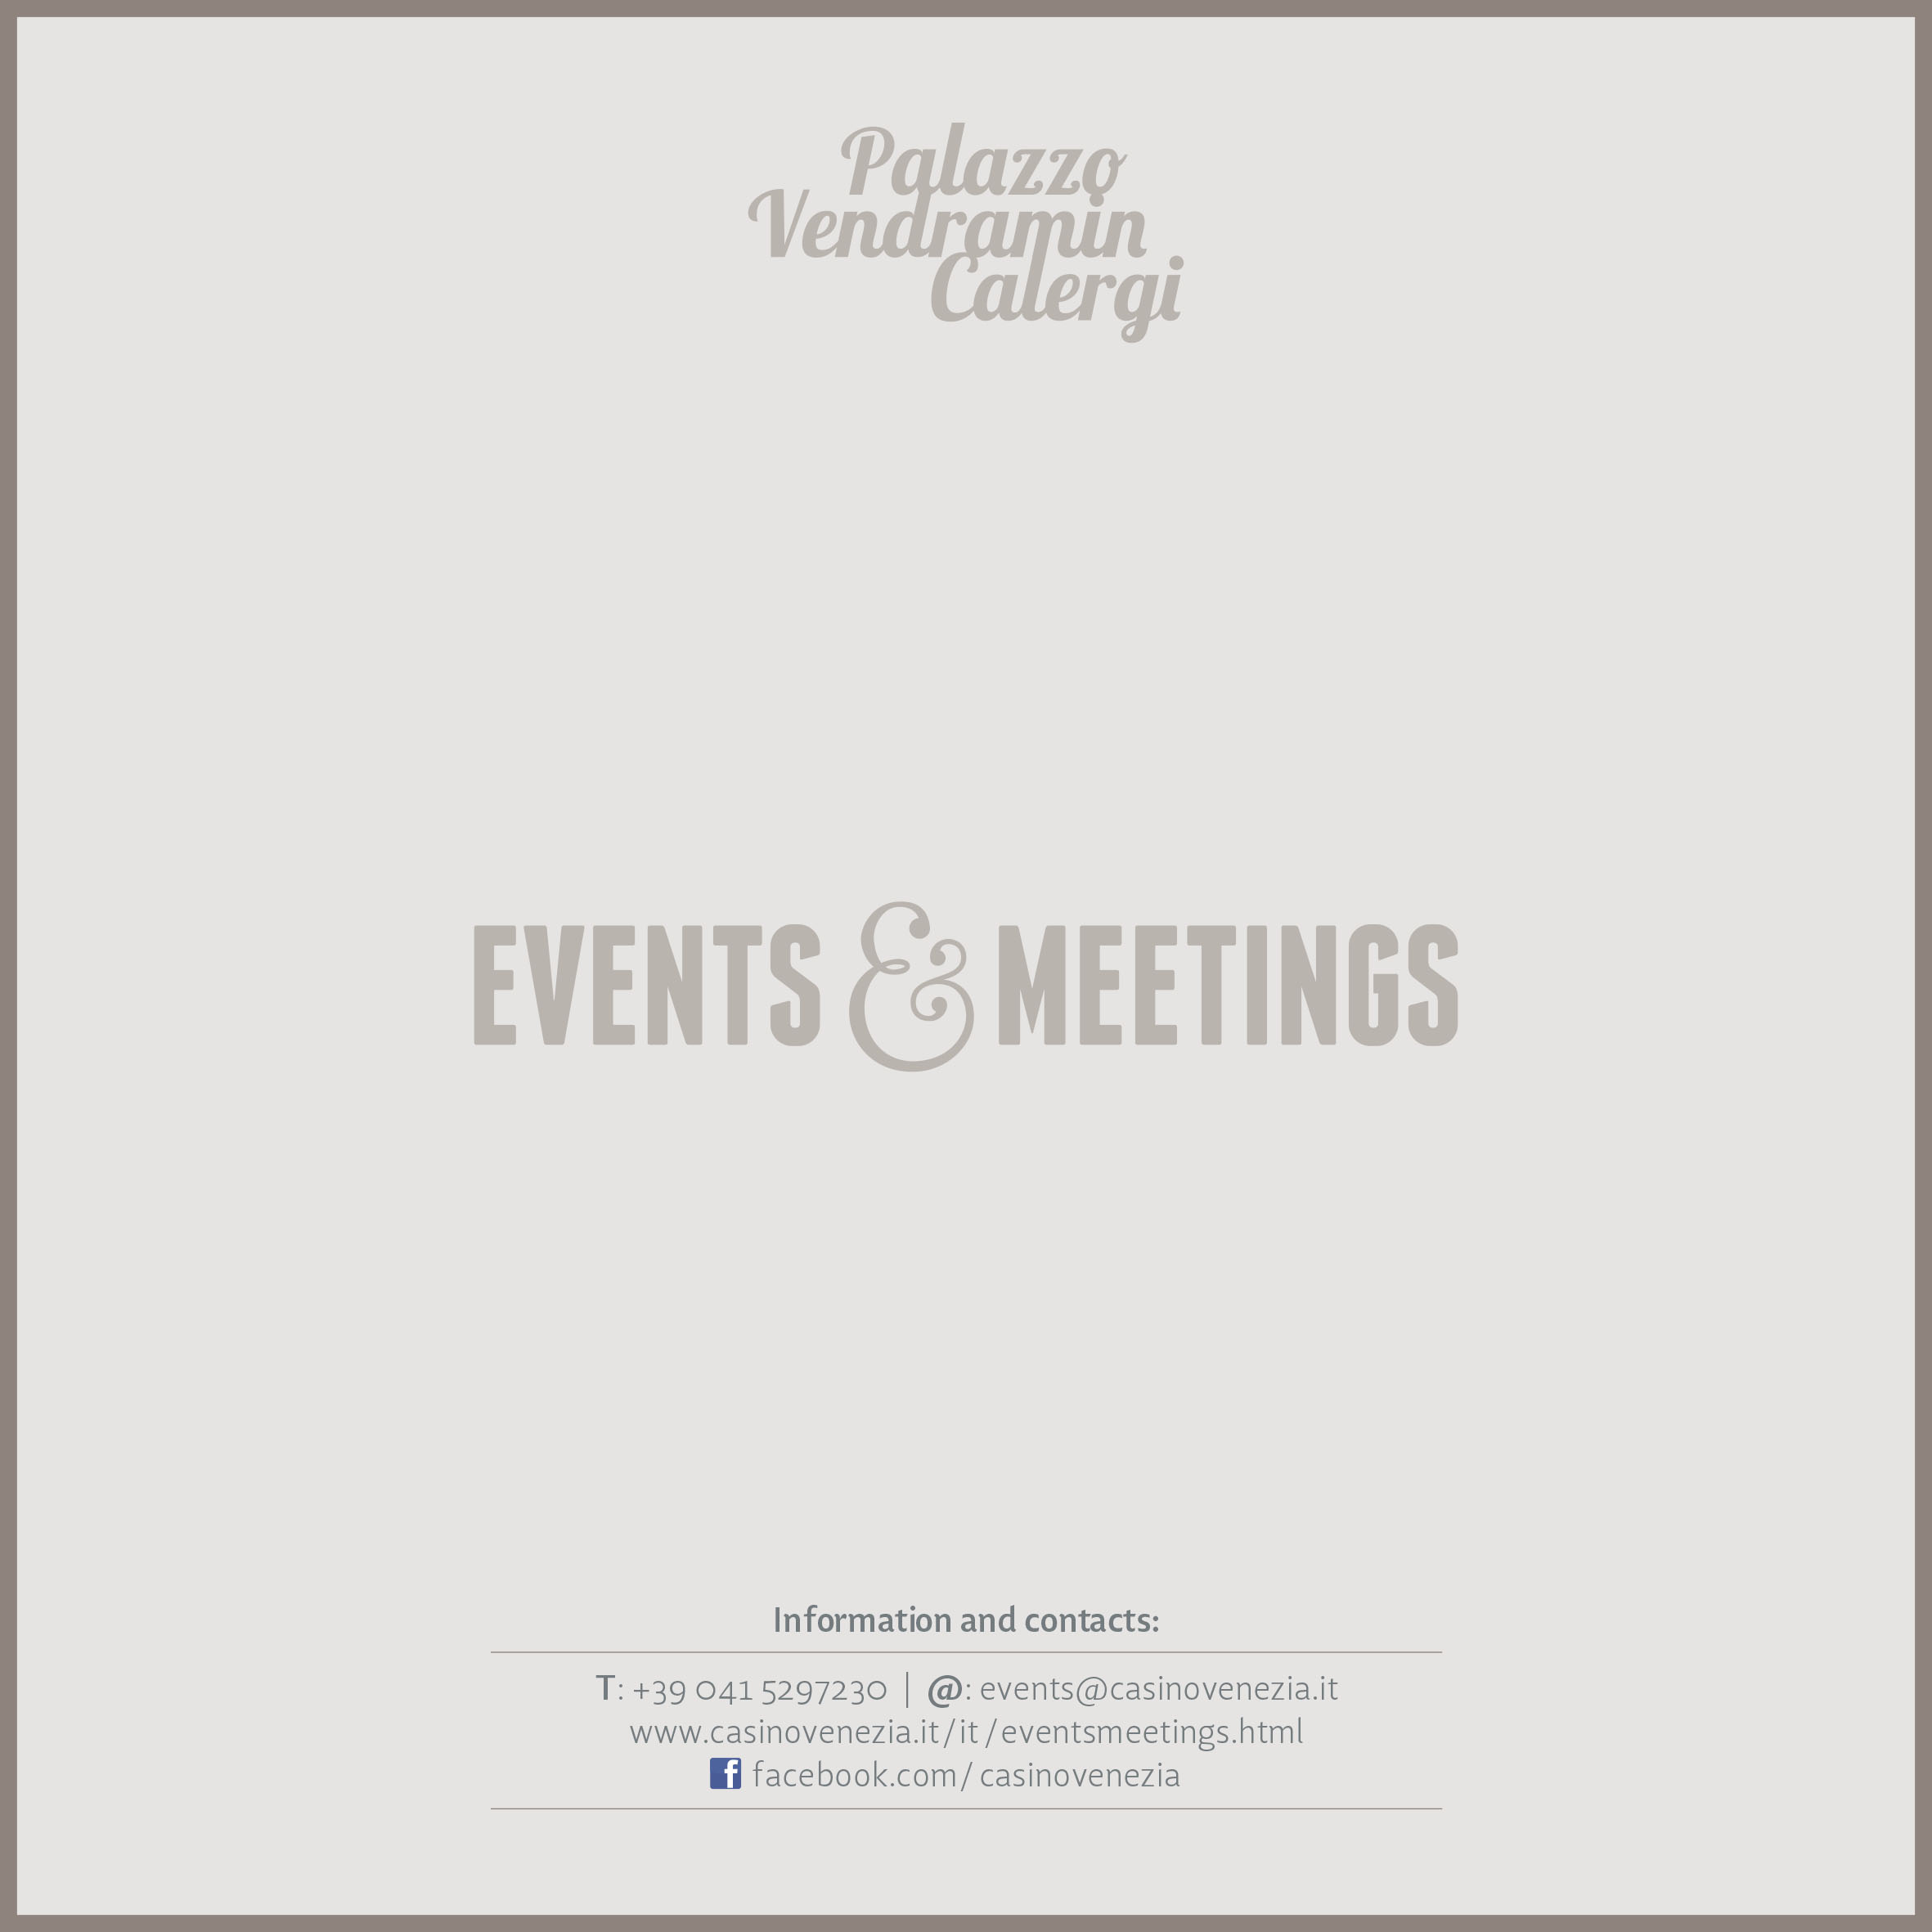 Palazzo
Vendramin
Calergi
EVENTS & MEETINGS
Information and contacts:
T: +39 041 5297230 | @: events@casinovenezia.it
www.casinovenezia.it/it/eventsmeetings.html
f facebook.com/casinovenezia